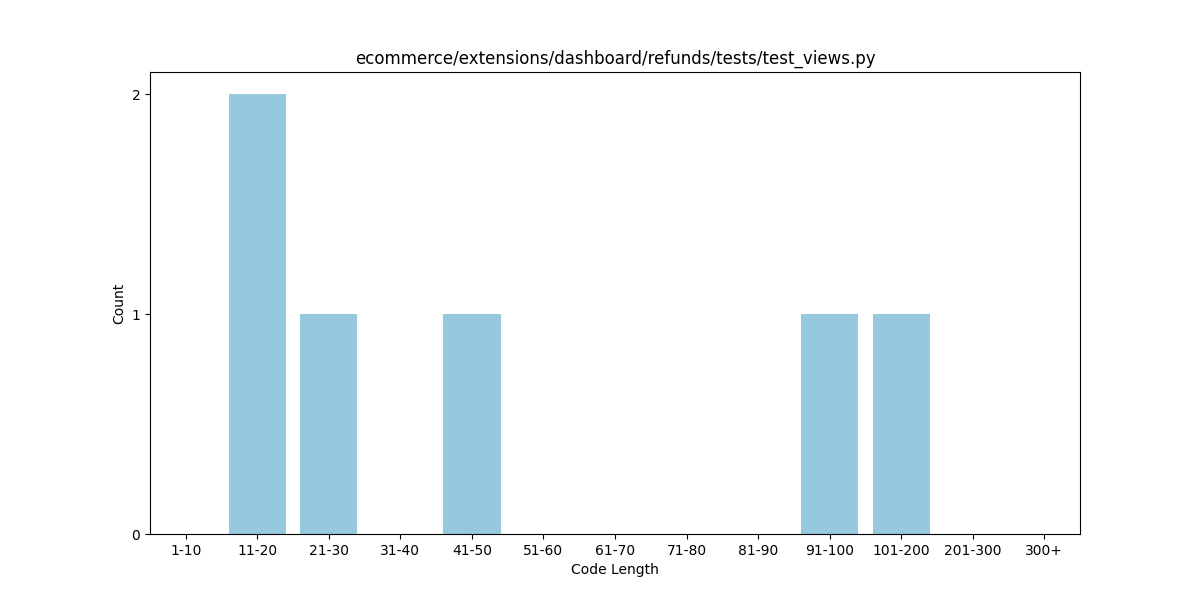 ecommerce/extensions/dashboard/refunds/tests/test_views.py
Count
2
1
0
1-10 11-20 21-30 31-40 41-50 51-60 61-70 71-80 81-90 91-100 101-200 201-300 300+
Code Length